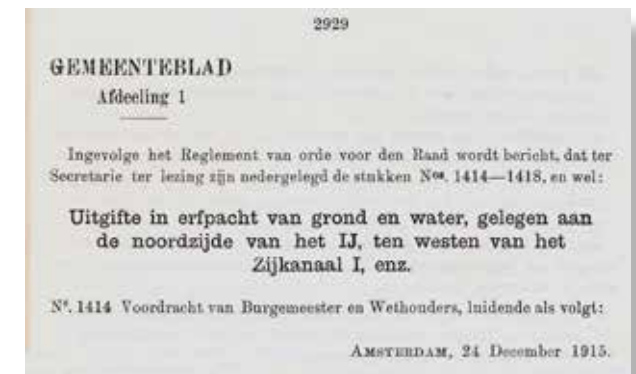 2929
GEMEENTEBLAD
Afdeeling 1
Ingevolge het Reglement van orde voor den Raad wordt bericht, dat ter
Secretarie ter lezing zijn nedergelegd de stukken Nos. 1414—1418, en wel:
Uitgifte in erfpacht van grond en water, gelegen aan
de noordzijde van het IJ, ten westen van het
Zijkanaal I, enz.
No. 1414 Voordracht van Burgemeester en Wethouders, luidende als volgt:
AMSTERDAM, 24 December 1915.